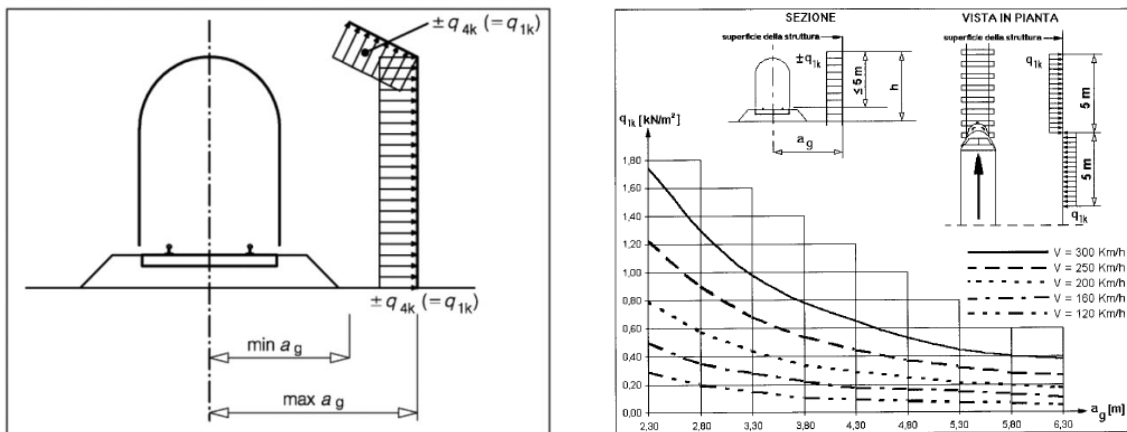 ± q4k (= q1k)
± q4k (= q1k)
min ag
max ag
SEZIONE
VISTA IN PIANTA
superficie della struttura
superficie della struttura
±q1k
q1k
≤ 5 m
h
5 m
5 m
ag
q1k
q1k [kN/m²]
1,80
1,60
1,40
1,20
1,00
0,80
0,60
0,40
0,20
0,00
V = 300 Km/h
V = 250 Km/h
V = 200 Km/h
V = 160 Km/h
V = 120 Km/h
2,30 2,80 3,30 3,80 4,30 4,80 5,30 5,80 6,30
ag [m]